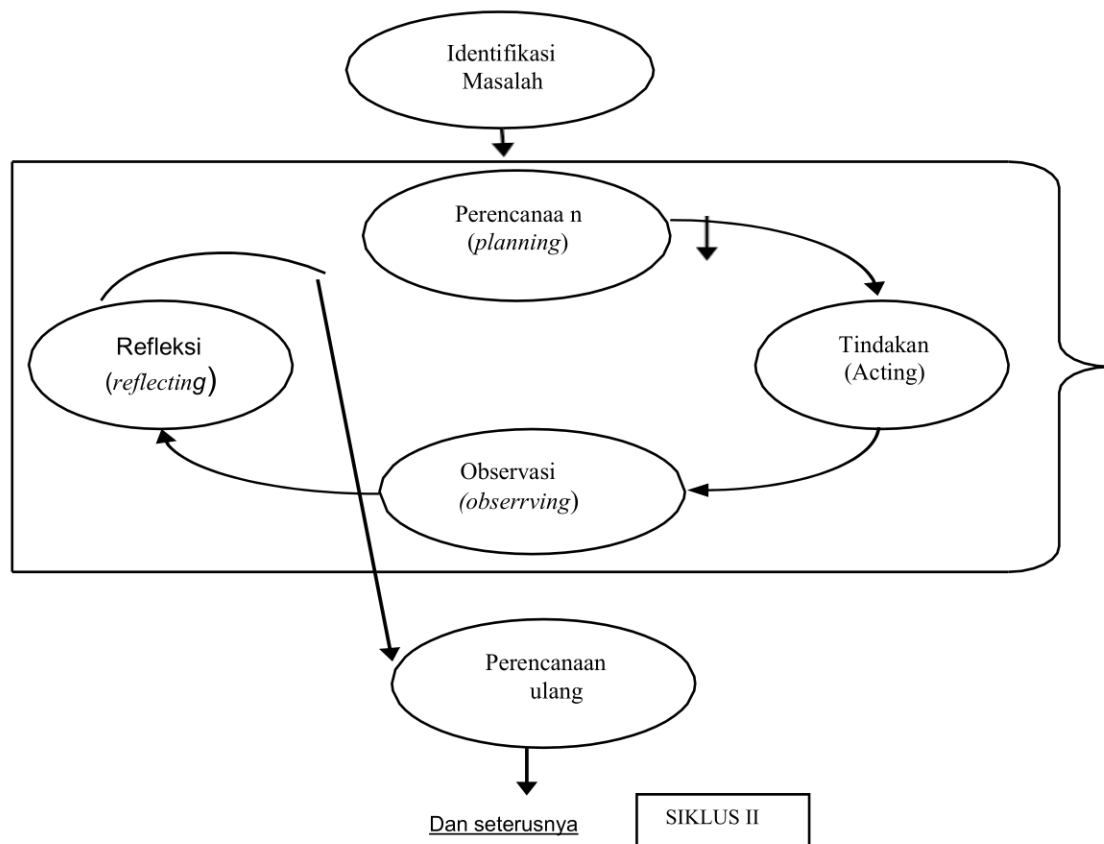 Identifikasi
Masalah
Perencanaa n
(planning)
Refleksi
(reflecting)
Tindakan
(Acting)
Observasi
(obserrving)
Perencanaan
ulang
Dan seterusnya
SIKLUS II